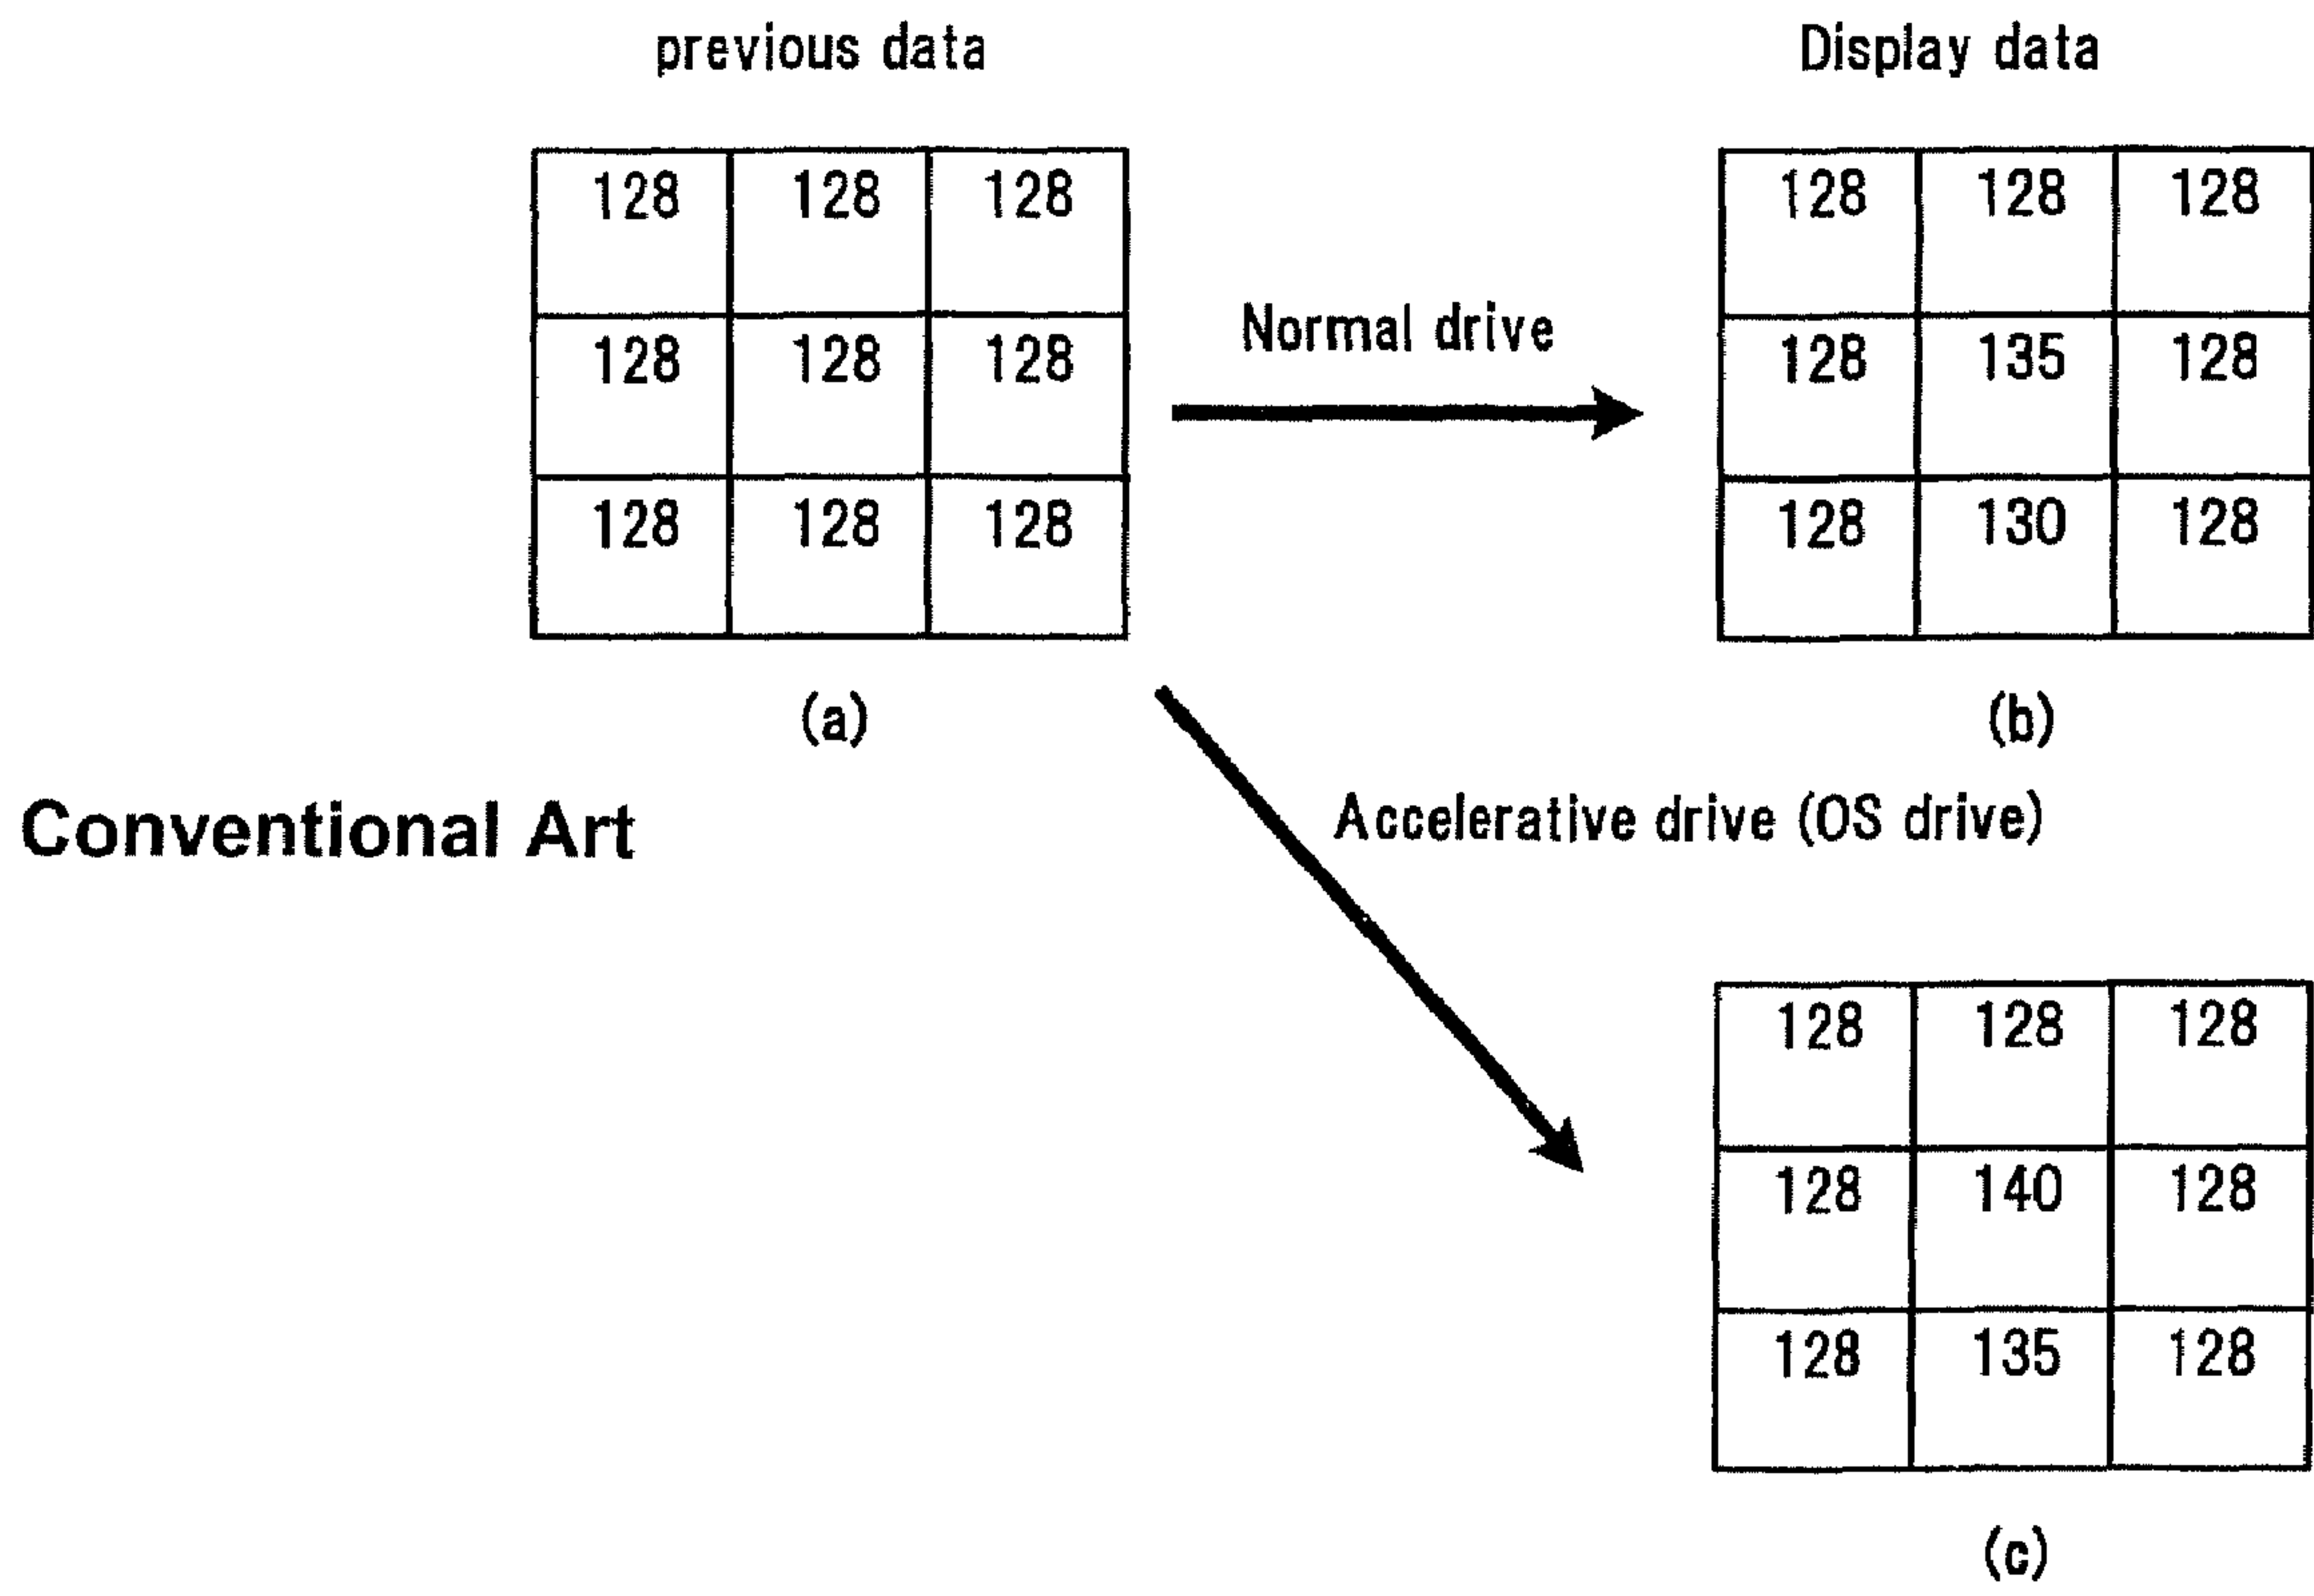 previous data
Display data
128 128 128
128 128 128
128 128 128
(a)
Normal drive
128 128 128
128 135 128
128 130 128
(b)
Conventional Art
Accelerative drive (OS drive)
128 128 128
128 140 128
128 135 128
(c)